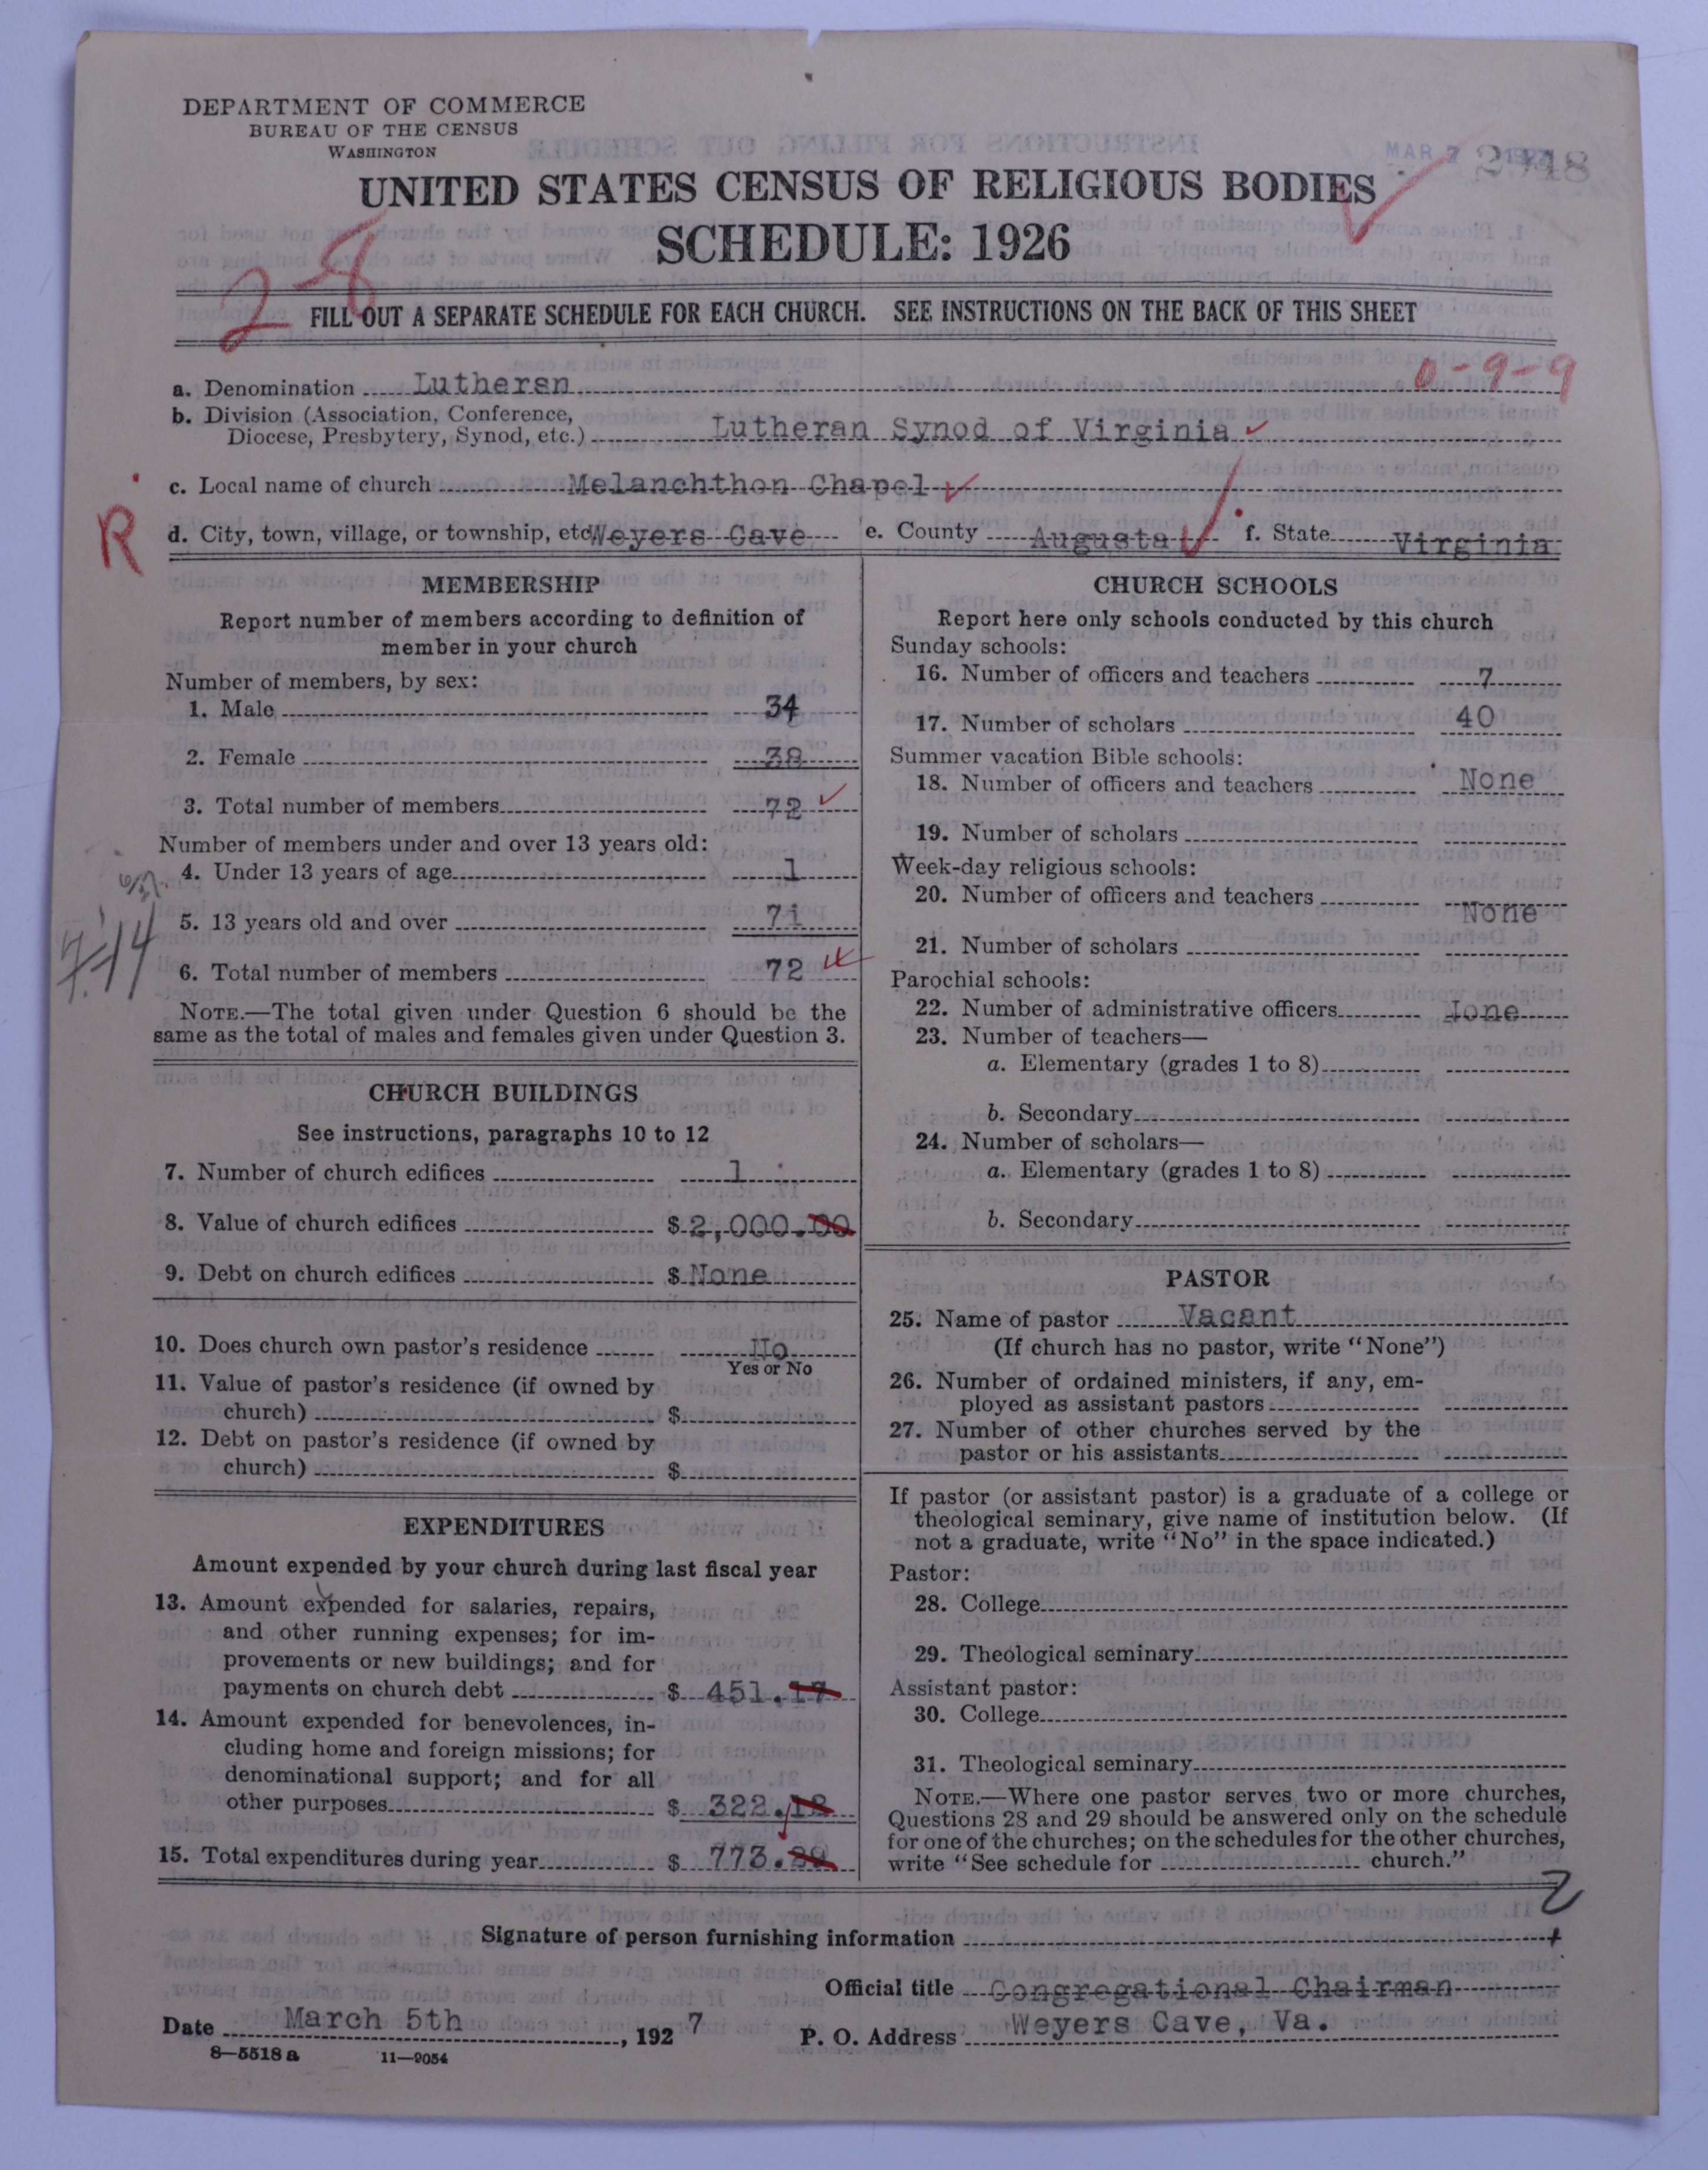 DEPARTMENT OF COMMERCE
BUREAU OF THE CENSUS
WASHINGTON
MAR 7
2948
UNITED STATES CENSUS OF RELIGIOUS BODIES
SCHEDULE: 1926
2-8
FILL OUT A SEPARATE SCHEDULE FOR EACH CHURCH. SEE INSTRUCTIONS ON THE BACK OF THIS SHEET
0-9-9
a. Denomination Lutheran
b. Division (Association, Conference,
Diocese, Presbytery, Synod, etc.) Lutheran Synod of Virginia
c. Local name of church Melanchthon Chapel
R
d. City, town, village, or township, etc. Weyers Cave e. County Augusta f. State Virginia
MEMBERSHIP
Report number of members according to definition of
member in your church
Number of members, by sex:
1. Male 34
2. Female 38
3. Total number of members 72
Number of members under and over 13 years old:
4. Under 13 years of age 1
5. 13 years old and over 71
7-14
6. Total number of members 72
NOTE.—The total given under Question 6 should be the
same as the total of males and females given under Question 3.
CHURCH BUILDINGS
See instructions, paragraphs 10 to 12
7. Number of church edifices 1
8. Value of church edifices $2,000.00
9. Debt on church edifices $ None
10. Does church own pastor's residence No
Yes or No
11. Value of pastor's residence (if owned by
church) $
12. Debt on pastor's residence (if owned by
church) $
EXPENDITURES
Amount expended by your church during last fiscal year
13. Amount expended for salaries, repairs,
and other running expenses; for im-
provements or new buildings; and for
payments on church debt $ 451.17
14. Amount expended for benevolences, in-
cluding home and foreign missions; for
denominational support; and for all
other purposes $ 322.12
15. Total expenditures during year $ 773.29
CHURCH SCHOOLS
Report here only schools conducted by this church
Sunday schools:
16. Number of officers and teachers 7
17. Number of scholars 40
Summer vacation Bible schools:
18. Number of officers and teachers None
19. Number of scholars
Week-day religious schools:
20. Number of officers and teachers None
21. Number of scholars
Parochial schools:
22. Number of administrative officers None
23. Number of teachers—
a. Elementary (grades 1 to 8)
b. Secondary
24. Number of scholars—
a. Elementary (grades 1 to 8)
b. Secondary
PASTOR
25. Name of pastor Vacant
(If church has no pastor, write "None")
26. Number of ordained ministers, if any, em-
ployed as assistant pastors
27. Number of other churches served by the
pastor or his assistants
If pastor (or assistant pastor) is a graduate of a college or
theological seminary, give name of institution below. (If
not a graduate, write "No" in the space indicated.)
Pastor:
28. College
29. Theological seminary
Assistant pastor:
30. College
31. Theological seminary
NOTE.—Where one pastor serves two or more churches,
Questions 28 and 29 should be answered only on the schedule
for one of the churches; on the schedules for the other churches,
write "See schedule for church."
2
Signature of person furnishing information
Official title Congregational Chairman
Date March 5th, 1927 P. O. Address Weyers Cave, Va.
8—5518 a 11—9054